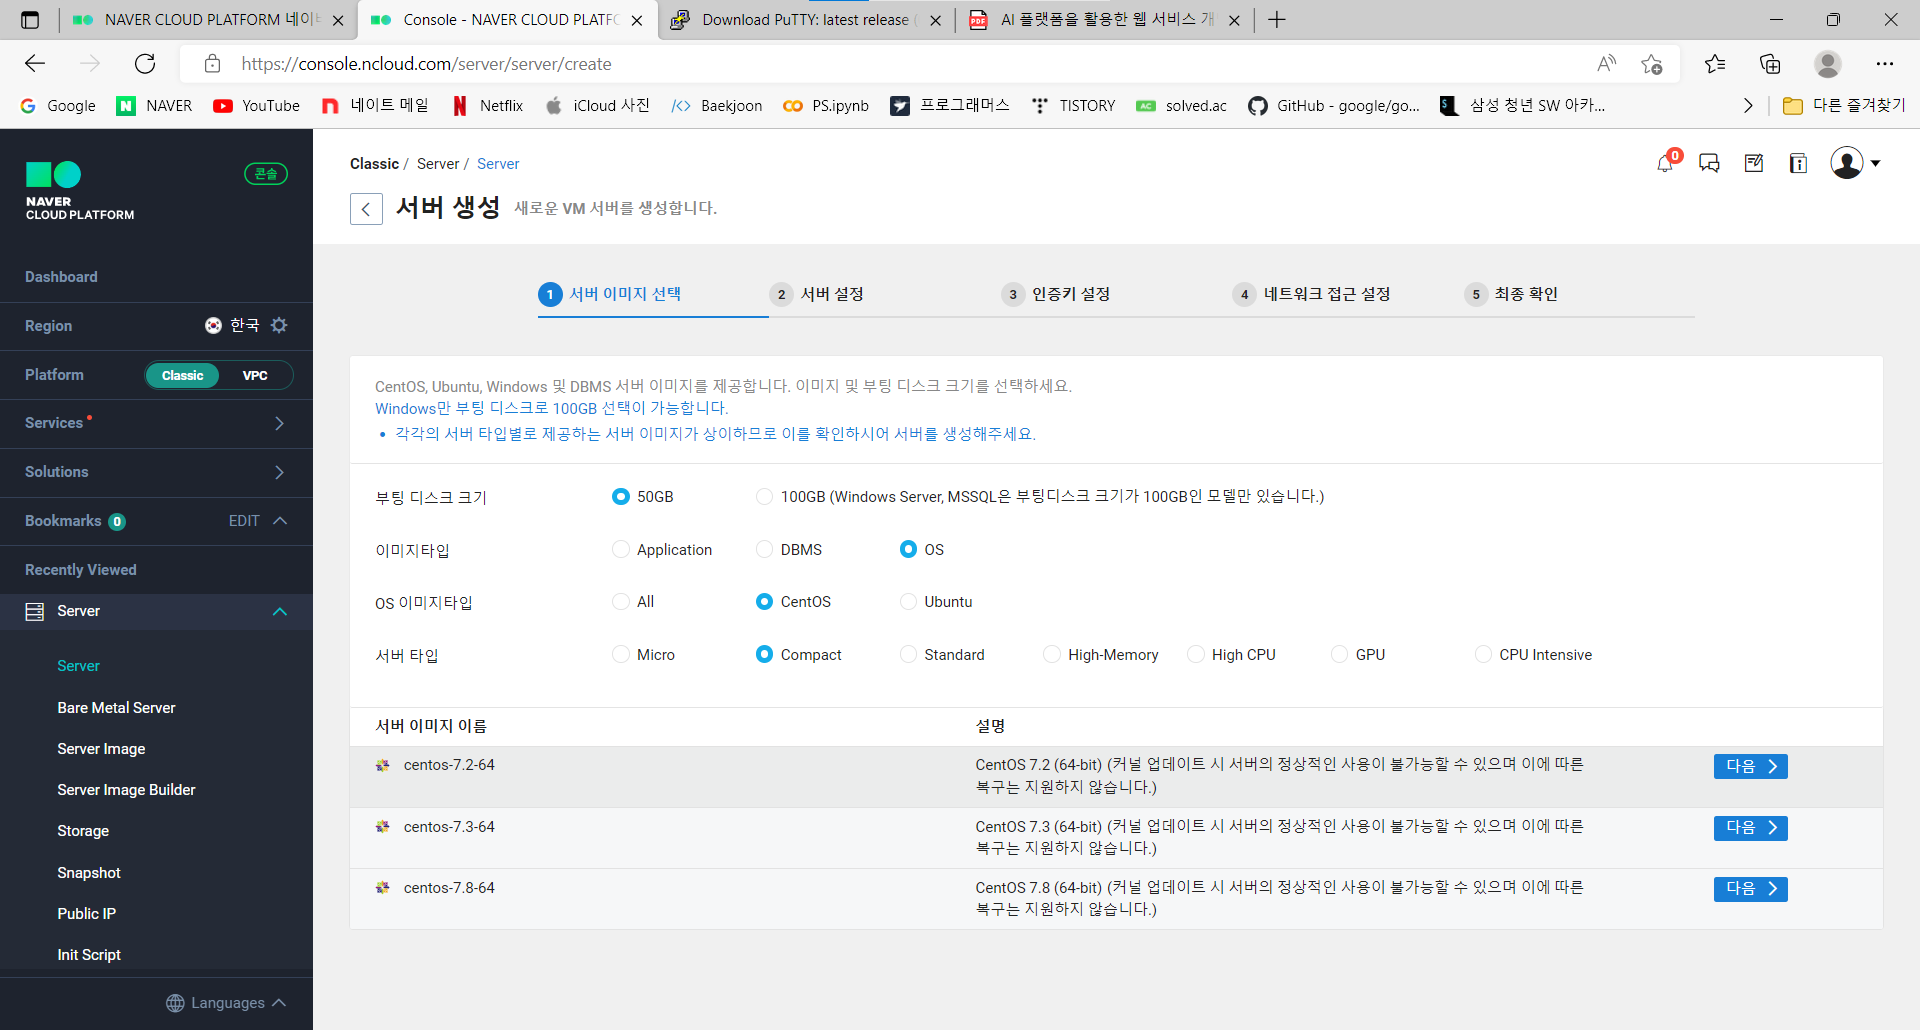 NAVER CLOUD PLATFORM 네이
Console - NAVER CLOUD PLATFO
Download PuTTY: latest release (
AI 플랫폼을 활용한 웹 서비스 개
https://console.ncloud.com/server/server/create
Google
NAVER
YouTube
네이트 메일
Netflix
iCloud 사진
Baekjoon
PS.ipynb
프로그래머스
TISTORY
solved.ac
GitHub - google/go...
삼성 청년 SW 아카...
다른 즐겨찾기
NAVER
CLOUD PLATFORM
콘솔
Dashboard
Region
한국
Platform
Classic
VPC
Services
Solutions
Bookmarks 0
EDIT
Recently Viewed
Server
Server
Bare Metal Server
Server Image
Server Image Builder
Storage
Snapshot
Public IP
Init Script
Languages
Classic / Server / Server
0
서버 생성 새로운 VM 서버를 생성합니다.
1 서버 이미지 선택
2 서버 설정
3 인증키 설정
4 네트워크 접근 설정
5 최종 확인
CentOS, Ubuntu, Windows 및 DBMS 서버 이미지를 제공합니다. 이미지 및 부팅 디스크 크기를 선택하세요.
Windows만 부팅 디스크로 100GB 선택이 가능합니다.
• 각각의 서버 타입별로 제공하는 서버 이미지가 상이하므로 이를 확인하시어 서버를 생성해주세요.
부팅 디스크 크기 50GB 100GB (Windows Server, MSSQL은 부팅디스크 크기가 100GB인 모델만 있습니다.)
이미지타입 Application DBMS OS
OS 이미지타입 All CentOS Ubuntu
서버 타입 Micro Compact Standard High-Memory High CPU GPU CPU Intensive
서버 이미지 이름 설명
centos-7.2-64 CentOS 7.2 (64-bit) (커널 업데이트 시 서버의 정상적인 사용이 불가능할 수 있으며 이에 따른 다음
복구는 지원하지 않습니다.)
centos-7.3-64 CentOS 7.3 (64-bit) (커널 업데이트 시 서버의 정상적인 사용이 불가능할 수 있으며 이에 따른 다음
복구는 지원하지 않습니다.)
centos-7.8-64 CentOS 7.8 (64-bit) (커널 업데이트 시 서버의 정상적인 사용이 불가능할 수 있으며 이에 따른 다음
복구는 지원하지 않습니다.)